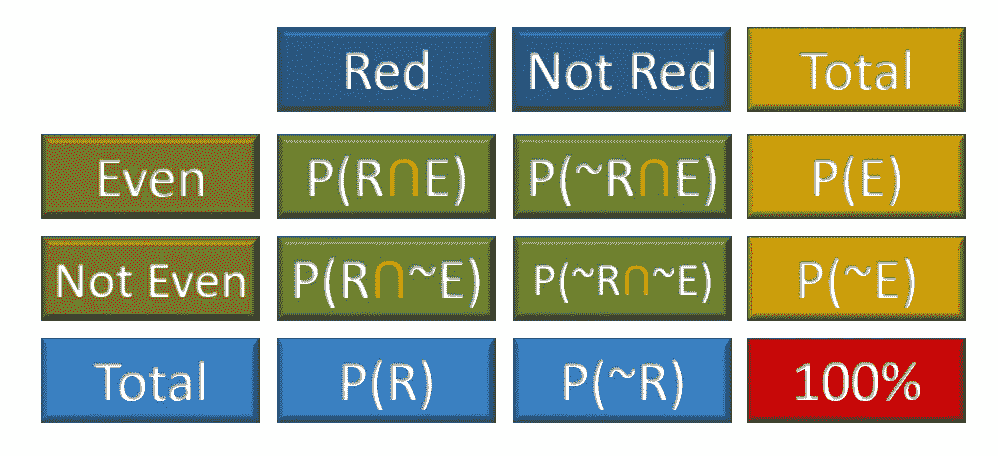 Red Not Red Total
Even P(R∩E) P(~R∩E) P(E)
Not Even P(R∩~E) P(~R∩~E) P(~E)
Total P(R) P(~R) 100%